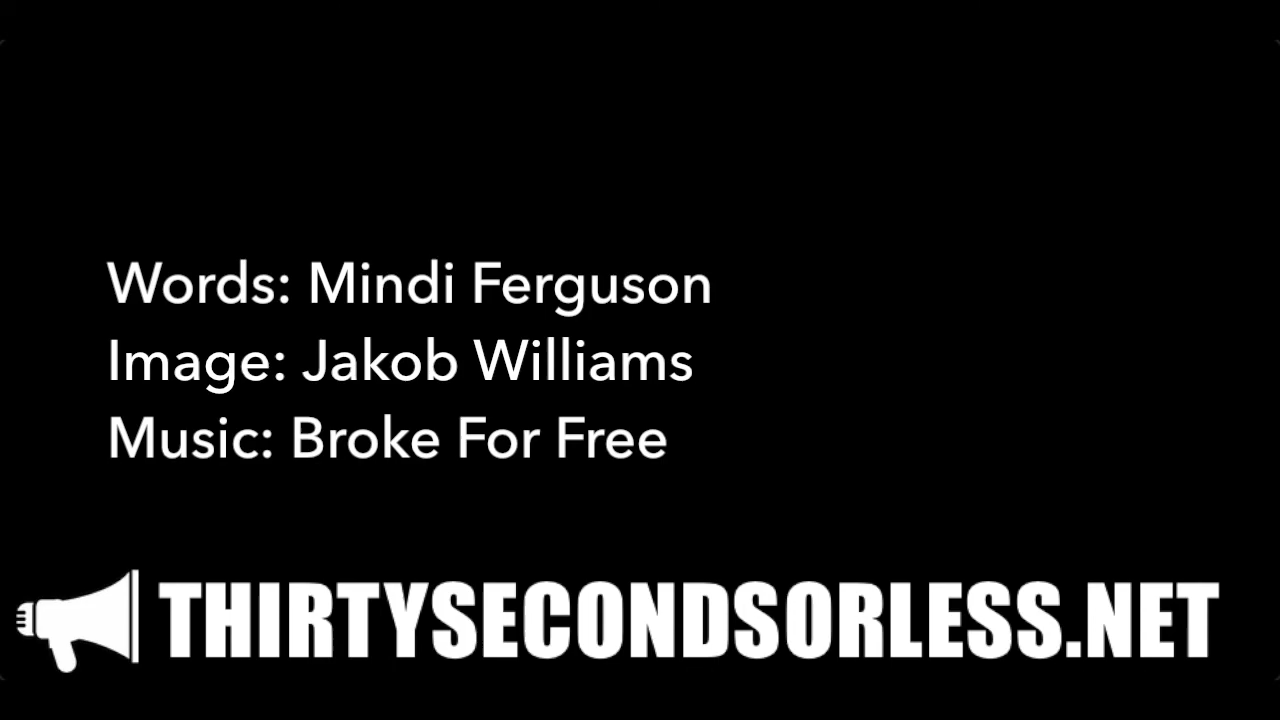 Words: Mindi Ferguson
Image: Jakob Williams
Music: Broke For Free
THIRTYSECONDSORLESS.NET